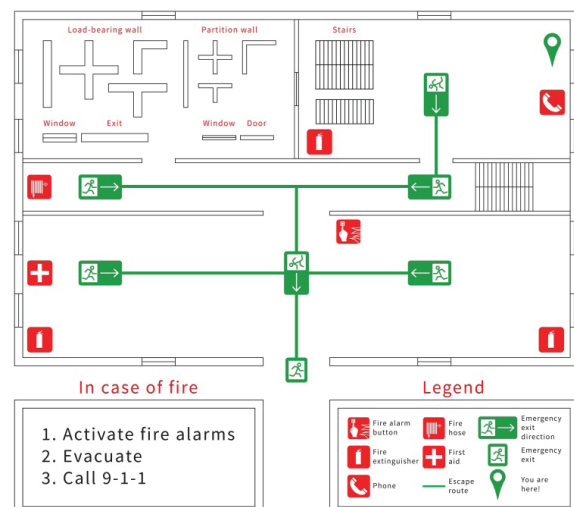 Load-bearing wall
Partition wall
Stairs
Window
Exit
Window
Door
In case of fire
1. Activate fire alarms
2. Evacuate
3. Call 9-1-1
Legend
Fire alarm
button
Fire
hose
Emergency
exit
direction
Fire
extinguisher
First
aid
Emergency
exit
Phone
Escape
route
You are
here!